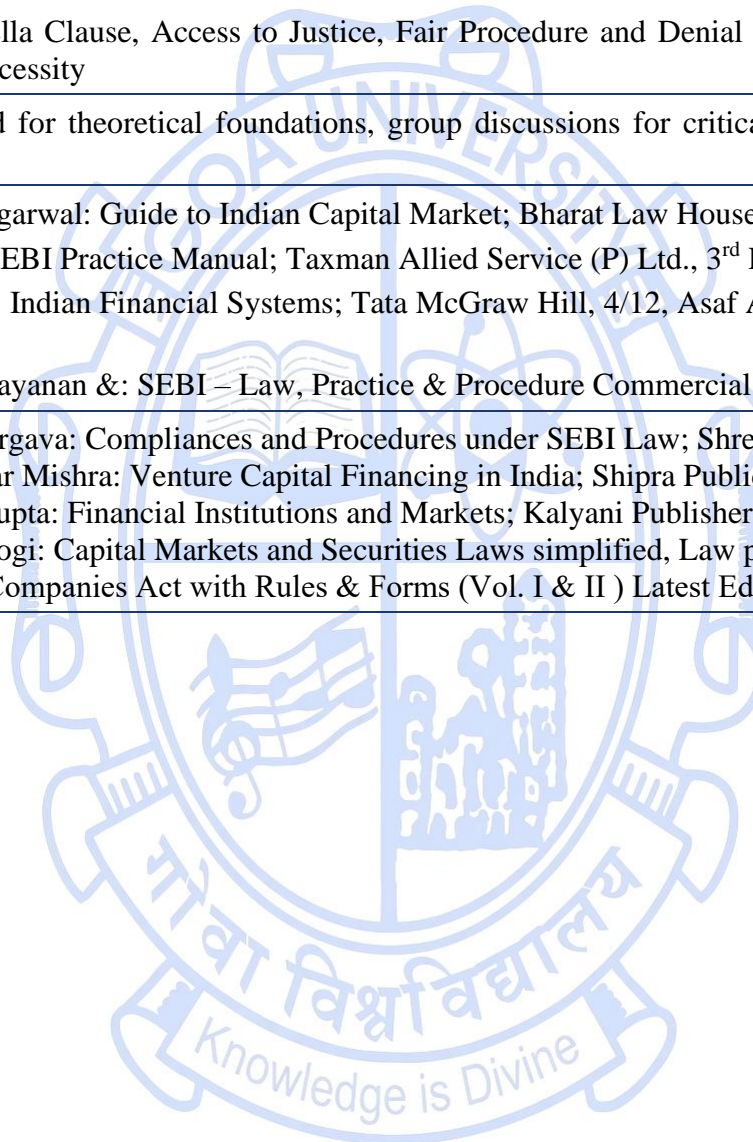 lla Clause, Access to Justice, Fair Procedure and Denial
cessity
d for theoretical foundations, group discussions for critica
garwal: Guide to Indian Capital Market; Bharat Law House
EBI Practice Manual; Taxman Allied Service (P) Ltd., 3rd
Indian Financial Systems; Tata McGraw Hill, 4/12, Asaf A
ayanan &: SEBI – Law, Practice & Procedure Commercial
rgava: Compliances and Procedures under SEBI Law; Shre
ar Mishra: Venture Capital Financing in India; Shipra Public
upta: Financial Institutions and Markets; Kalyani Publisher
ogi: Capital Markets and Securities Laws simplified, Law p
Companies Act with Rules & Forms (Vol. I & II ) Latest Ed
GOA UNIVERSITY
गोंवा विश्वविद्यालय
Knowledge is Divine